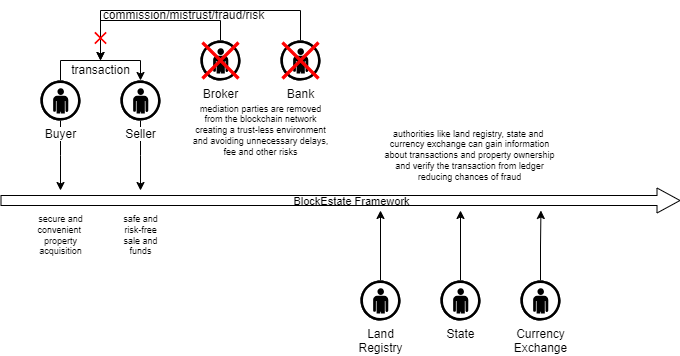 commission/mistrust/fraud/risk
transaction
Broker
Bank
mediation parties are removed
from the blockchain network
creating a trust-less environment
and avoiding unnecessary delays,
fee and other risks
Buyer
Seller
authorities like land registry, state and
currency exchange can gain information
about transactions and property ownership
and verify the transaction from ledger
reducing chances of fraud
BlockEstate Framework
secure and
convenient
property
acquisition
safe and
risk-free
sale and
funds
Land
Registry
State
Currency
Exchange